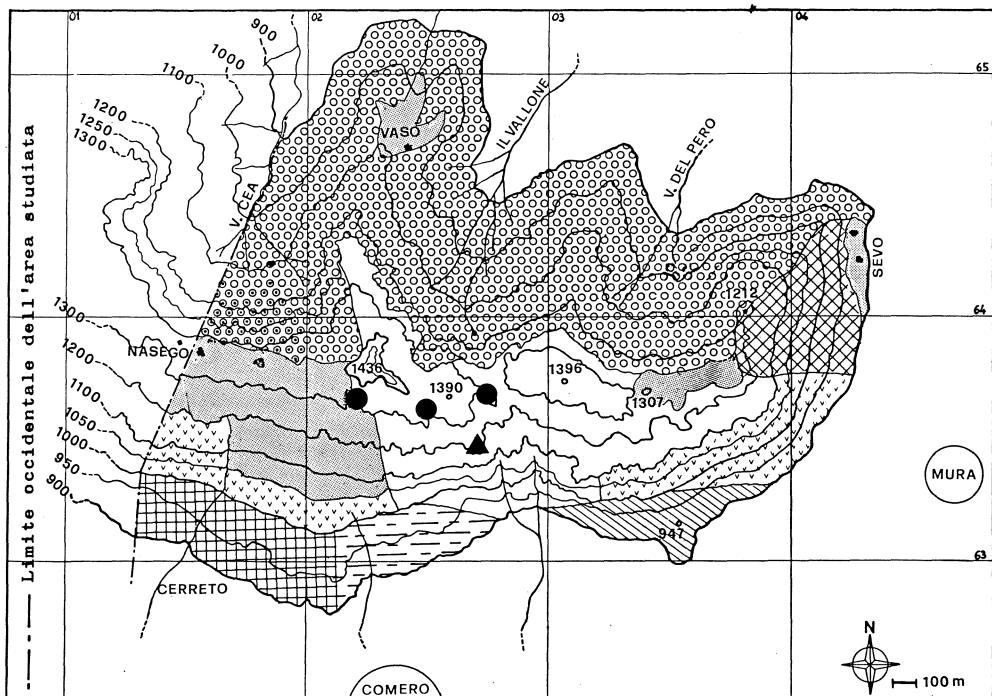 01
02
03
04
900
1000
1100
1200
1250
1300
65
VASO
IL VALLONE
V. DEL PERO
V. CEA
SEVO
1212
64
1300
NASEGO
1200
1436
1390
1396
1307
1100
1050
1000
950
900
MURA
947
63
CERRETO
COMERO
N
100 m
Limite occidentale dell'area studiata